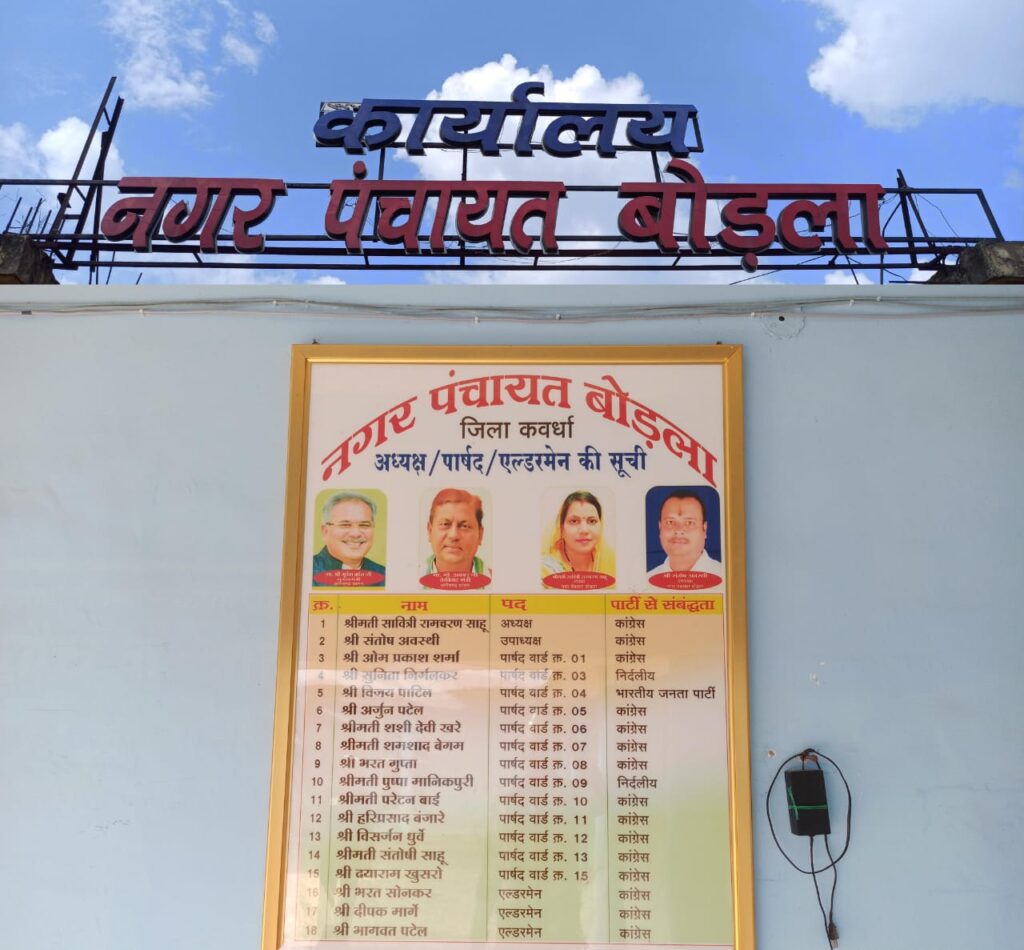 कार्यालय
नगर पंचायत बोड़ला
नगर पंचायत बोड़ला
जिला कवर्धा
अध्यक्ष/पार्षद/एल्डरमेन की सूची
क्र. नाम पद पार्टी से संबंद्धता
1 श्रीमती सावित्री रामचरण साहू अध्यक्ष कांग्रेस
2 श्री संतोष अवस्थी उपाध्यक्ष कांग्रेस
3 श्री ओम प्रकाश शर्मा पार्षद वार्ड क्र. 01 कांग्रेस
4 श्री सुनिता निर्मलकर पार्षद वार्ड क्र. 03 निर्दलीय
5 श्री विजय पाटिल पार्षद वार्ड क्र. 04 भारतीय जनता पार्टी
6 श्री अर्जुन पटेल पार्षद वार्ड क्र. 05 कांग्रेस
7 श्रीमती शशी देवी खरे पार्षद वार्ड क्र. 06 कांग्रेस
8 श्रीमती शमशाद बेगम पार्षद वार्ड क्र. 07 कांग्रेस
9 श्री भरत गुप्ता पार्षद वार्ड क्र. 08 कांग्रेस
10 श्रीमती पुष्पा मानिकपुरी पार्षद वार्ड क्र. 09 निर्दलीय
11 श्रीमती परेटन बाई पार्षद वार्ड क्र. 10 कांग्रेस
12 श्री हरिप्रसाद बंजारे पार्षद वार्ड क्र. 11 कांग्रेस
13 श्री विसर्जन धुर्वे पार्षद वार्ड क्र. 12 कांग्रेस
14 श्रीमती संतोषी साहू पार्षद वार्ड क्र. 13 कांग्रेस
15 श्री दयाराम खुसरो पार्षद वार्ड क्र. 15 कांग्रेस
16 श्री भरत सोनकर एल्डरमेन कांग्रेस
17 श्री दीपक मार्गे एल्डरमेन कांग्रेस
18 श्री भागवत पटेल एल्डरमेन कांग्रेस